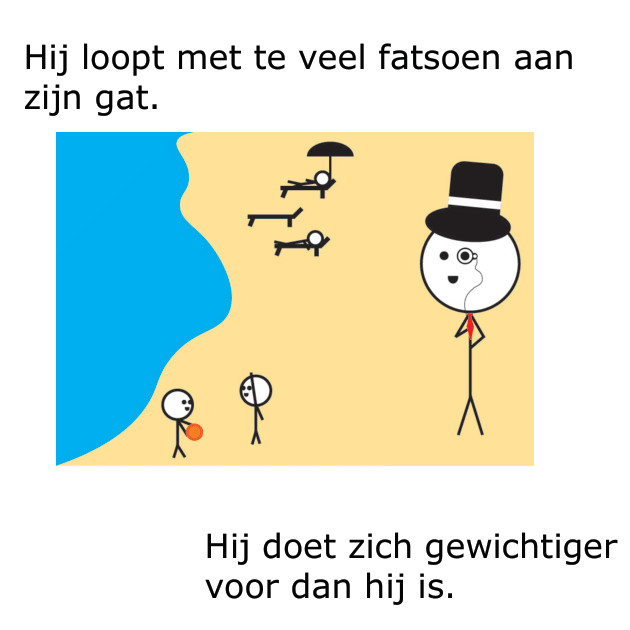 Hij loopt met te veel fatsoen aan
zijn gat.
Hij doet zich gewichtiger
voor dan hij is.